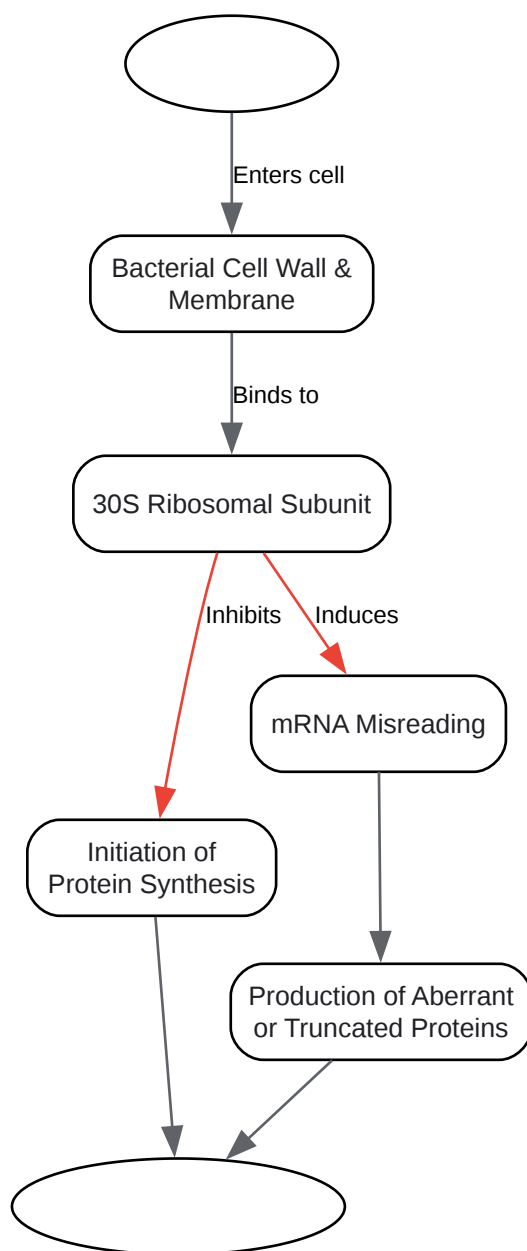 Enters cell
Bacterial Cell Wall &
Membrane
Binds to
30S Ribosomal Subunit
Inhibits
Induces
mRNA Misreading
Initiation of
Protein Synthesis
Production of Aberrant
or Truncated Proteins